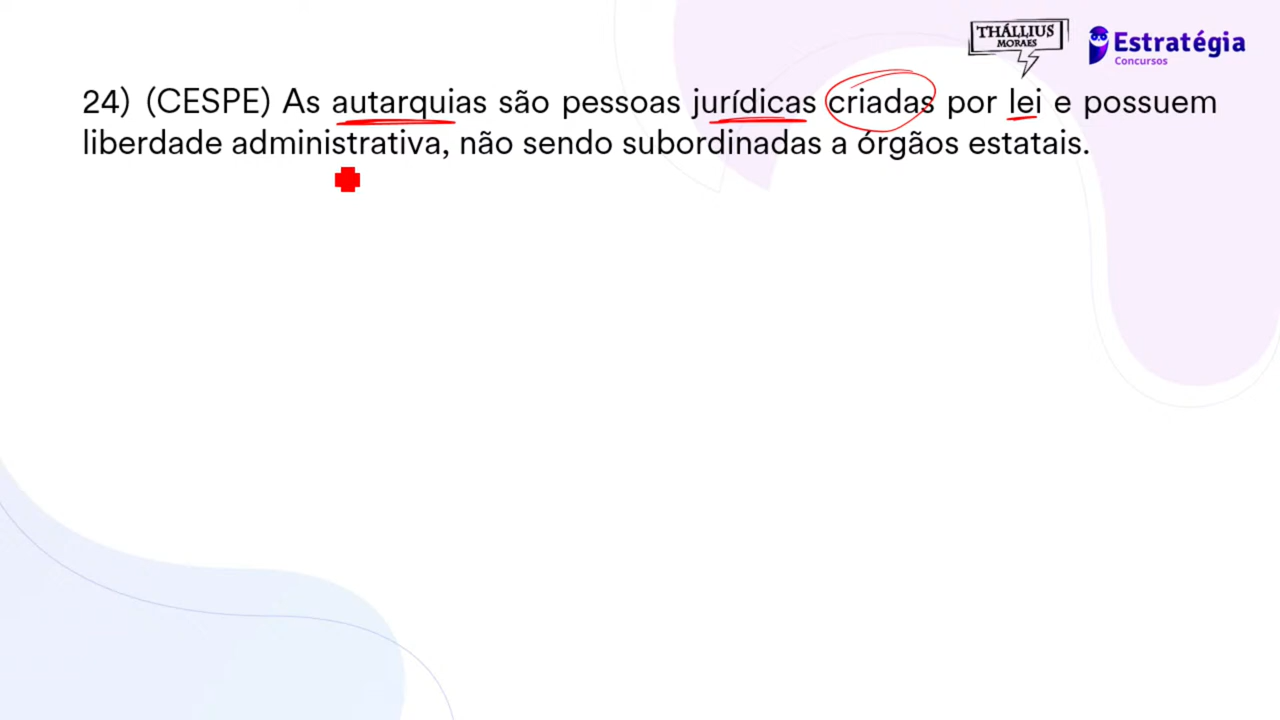 THÁLLIUS
MORAES
Estratégia
Concursos
24) (CESPE) As autarquias são pessoas jurídicas criadas por lei e possuem
liberdade administrativa, não sendo subordinadas a órgãos estatais.